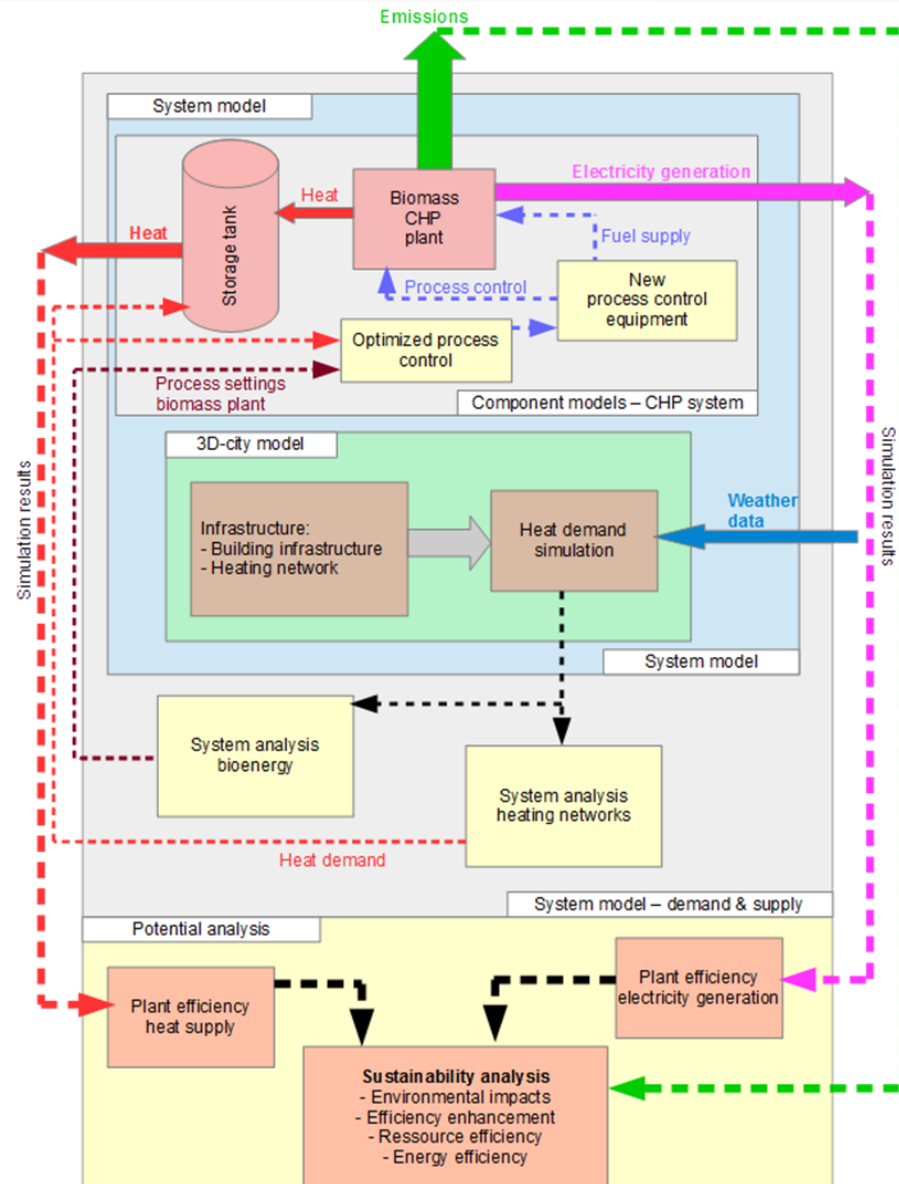 Emissions
System model
Electricity generation
Heat
Biomass
CHP
plant
Heat
Storage tank
Fuel supply
Process control
New
process control
equipment
Optimized process
control
Process settings
biomass plant
Component models – CHP system
3D-city model
Simulation results
Simulation results
Infrastructure:
- Building infrastructure
- Heating network
Heat demand
simulation
Weather
data
System model
System analysis
bioenergy
System analysis
heating networks
Heat demand
System model – demand & supply
Potential analysis
Plant efficiency
heat supply
Plant efficiency
electricity generation
Sustainability analysis
- Environmental impacts
- Efficiency enhancement
- Ressource efficiency
- Energy efficiency